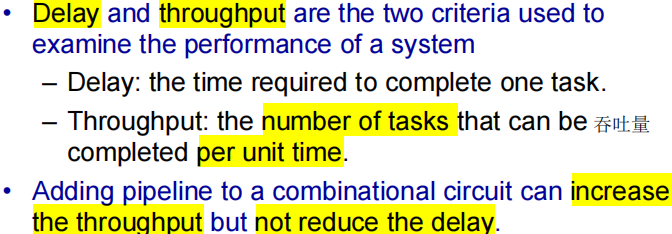 • Delay and throughput are the two criteria used to
examine the performance of a system
– Delay: the time required to complete one task.
– Throughput: the number of tasks that can be 吞吐量
completed per unit time.
• Adding pipeline to a combinational circuit can increase
the throughput but not reduce the delay.